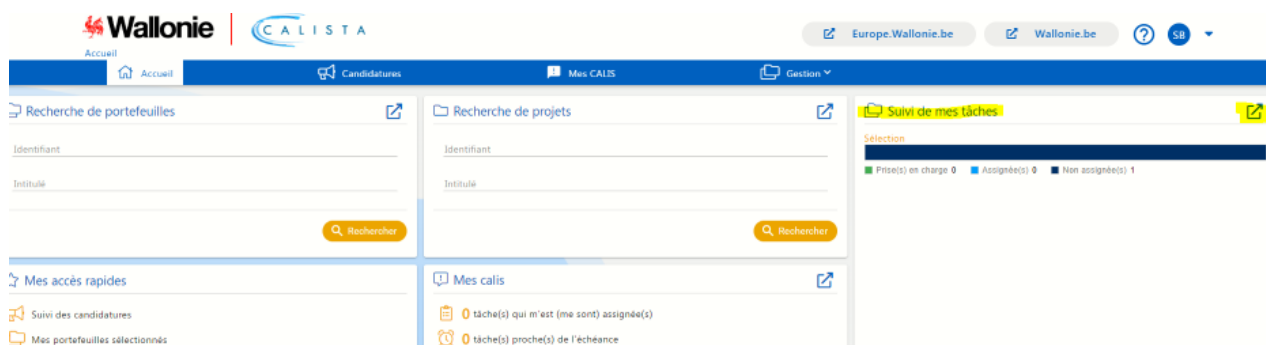 Wallonie
CALISTA
Europe.Wallonie.be
Wallonie.be
?
SB
Accueil
Accueil
Candidatures
Mes CALIS
Gestion
Recherche de portefeuilles
Identifiant
Intitulé
Rechercher
Recherche de projets
Identifiant
Intitulé
Rechercher
Suivi de mes tâches
Sélection
Prise(s) en charge 0 Assignée(s) 0 Non assignée(s) 1
Mes accès rapides
Suivi des candidatures
Mes portefeuilles sélectionnés
Mes calis
0 tâche(s) qui m'est (me sont) assignée(s)
0 tâche(s) proche(s) de l'échéance